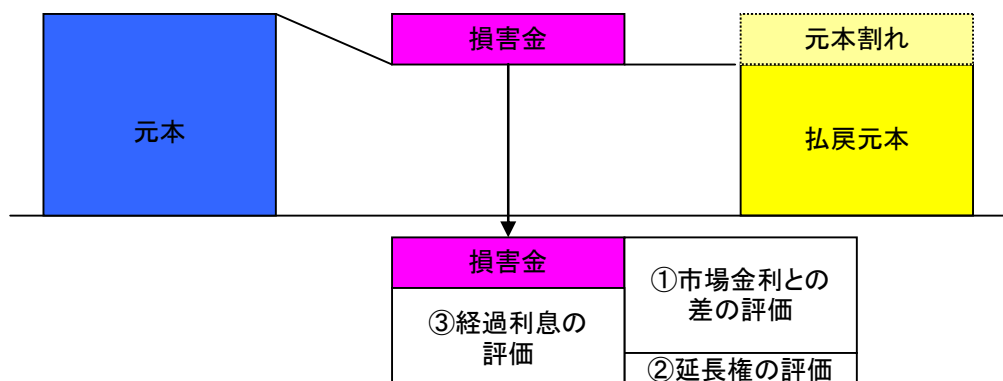 元本
損害金
元本割れ
払戻元本
損害金
①市場金利との
差の評価
③経過利息の
評価
②延長権の評価